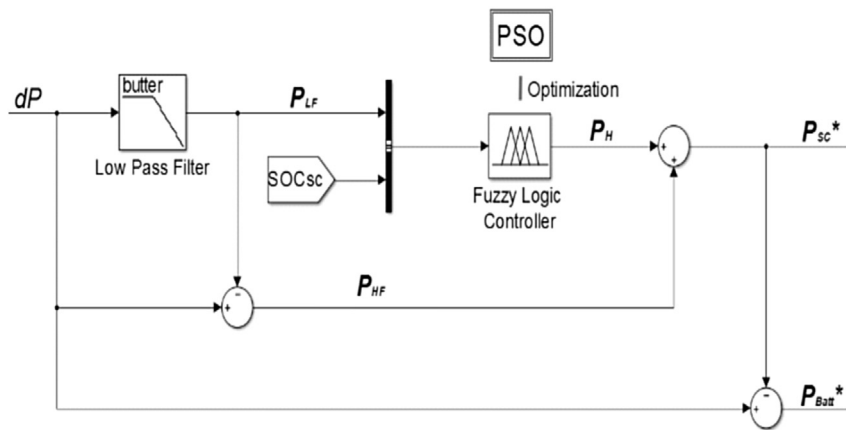 PSO
butter
dP
P_LF
Optimization
P_H
P_sc*
Low Pass Filter
SOCsc
Fuzzy Logic
Controller
+
+
-
+
P_HF
-
+
P_Batt*